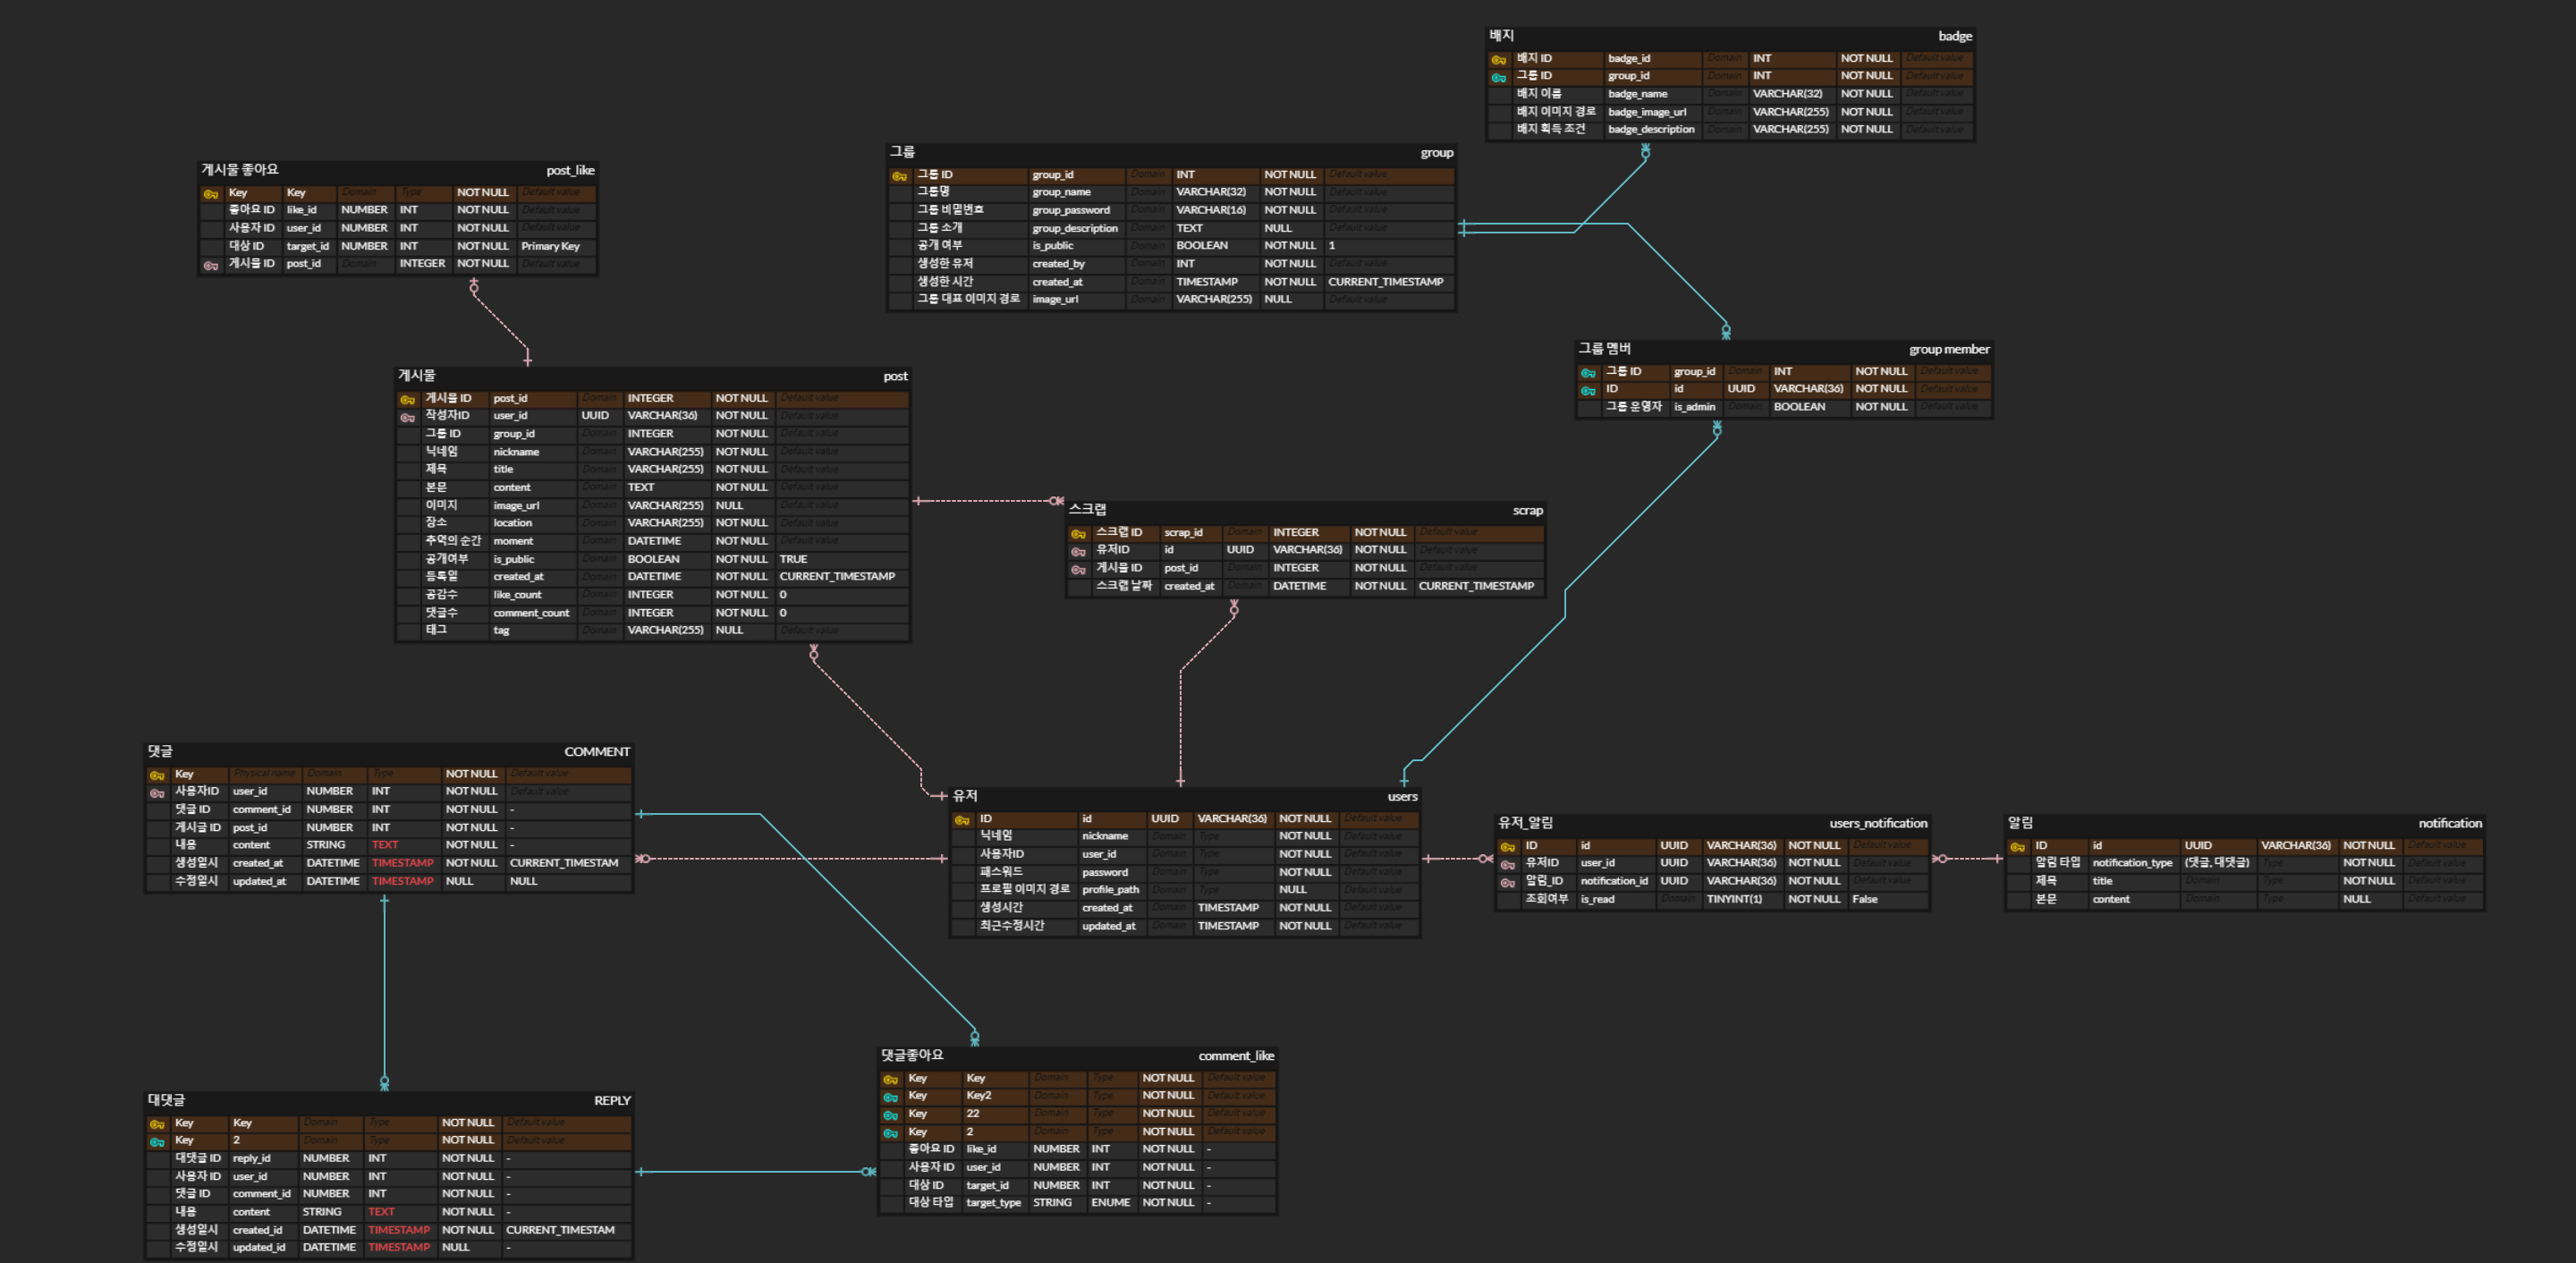 배지 badge
배지 ID badge_id Domain INT NOT NULL Default value
그룹 ID group_id Domain INT NOT NULL Default value
배지 이름 badge_name Domain VARCHAR(32) NOT NULL Default value
배지 이미지 경로 badge_image_url Domain VARCHAR(255) NOT NULL Default value
배지 획득 조건 badge_description Domain VARCHAR(255) NOT NULL Default value
그룹 group
그룹 ID group_id Domain INT NOT NULL Default value
그룹명 group_name Domain VARCHAR(32) NOT NULL Default value
그룹 비밀번호 group_password Domain VARCHAR(16) NOT NULL Default value
그룹 소개 group_description Domain TEXT NULL Default value
공개 여부 is_public Domain BOOLEAN NOT NULL 1
생성한 유저 created_by Domain INT NOT NULL Default value
생성한 시간 created_at Domain TIMESTAMP NOT NULL CURRENT_TIMESTAMP
그룹 대표 이미지 경로 image_url Domain VARCHAR(255) NULL Default value
게시물 좋아요 post_like
Key Key Domain Type NOT NULL Default value
좋아요 ID like_id NUMBER INT NOT NULL Default value
사용자 ID user_id NUMBER INT NOT NULL Default value
대상 ID target_id NUMBER INT NOT NULL Primary Key
게시물 ID post_id Domain INTEGER NOT NULL Default value
그룹 멤버 group member
그룹 ID group_id Domain INT NOT NULL Default value
ID id UUID VARCHAR(36) NOT NULL Default value
그룹 운영자 is_admin Domain BOOLEAN NOT NULL Default value
게시물 post
게시물 ID post_id Domain INTEGER NOT NULL Default value
작성자ID user_id UUID VARCHAR(36) NOT NULL Default value
그룹 ID group_id Domain INTEGER NOT NULL Default value
닉네임 nickname Domain VARCHAR(255) NOT NULL Default value
제목 title Domain VARCHAR(255) NOT NULL Default value
본문 content Domain TEXT NOT NULL Default value
이미지 image_url Domain VARCHAR(255) NULL Default value
장소 location Domain VARCHAR(255) NOT NULL Default value
추억의 순간 moment Domain DATETIME NOT NULL Default value
공개여부 is_public Domain BOOLEAN NOT NULL TRUE
등록일 created_at Domain DATETIME NOT NULL CURRENT_TIMESTAMP
공감수 like_count Domain INTEGER NOT NULL 0
댓글수 comment_count Domain INTEGER NOT NULL 0
태그 tag Domain VARCHAR(255) NULL Default value
스크랩 scrap
스크랩 ID scrap_id Domain INTEGER NOT NULL Default value
유저ID id UUID VARCHAR(36) NOT NULL Default value
게시물 ID post_id Domain INTEGER NOT NULL Default value
스크랩 날짜 created_at Domain DATETIME NOT NULL CURRENT_TIMESTAMP
댓글 COMMENT
Key Physical name Domain Type NOT NULL Default value
사용자ID user_id NUMBER INT NOT NULL Default value
댓글 ID comment_id NUMBER INT NOT NULL -
게시글 ID post_id NUMBER INT NOT NULL -
내용 content STRING TEXT NOT NULL -
생성일시 created_at DATETIME TIMESTAMP NOT NULL CURRENT_TIMESTAM
수정일시 updated_at DATETIME TIMESTAMP NULL NULL
유저 users
ID id UUID VARCHAR(36) NOT NULL Default value
닉네임 nickname Domain Type NOT NULL Default value
사용자ID user_id Domain Type NOT NULL Default value
패스워드 password Domain Type NOT NULL Default value
프로필 이미지 경로 profile_path Domain Type NULL Default value
생성시간 created_at Domain TIMESTAMP NOT NULL Default value
최근수정시간 updated_at Domain TIMESTAMP NOT NULL Default value
유저_알림 users_notification
ID id UUID VARCHAR(36) NOT NULL Default value
유저ID user_id UUID VARCHAR(36) NOT NULL Default value
알림_ID notification_id UUID VARCHAR(36) NOT NULL Default value
조회여부 is_read Domain TINYINT(1) NOT NULL False
알림 notification
ID id UUID VARCHAR(36) NOT NULL Default value
알림 타입 notification_type (댓글, 대댓글) Type NOT NULL Default value
제목 title Domain Type NOT NULL Default value
본문 content Domain Type NULL Default value
대댓글 REPLY
Key Key Domain Type NOT NULL Default value
Key 2 Domain Type NOT NULL Default value
대댓글 ID reply_id NUMBER INT NOT NULL -
사용자 ID user_id NUMBER INT NOT NULL -
댓글 ID comment_id NUMBER INT NOT NULL -
내용 content STRING TEXT NOT NULL -
생성일시 created_id DATETIME TIMESTAMP NOT NULL CURRENT_TIMESTAM
수정일시 updated_id DATETIME TIMESTAMP NULL -
댓글좋아요 comment_like
Key Key Domain Type NOT NULL Default value
Key Key2 Domain Type NOT NULL Default value
Key 22 Domain Type NOT NULL Default value
Key 2 Domain Type NOT NULL Default value
좋아요 ID like_id NUMBER INT NOT NULL -
사용자 ID user_id NUMBER INT NOT NULL -
대상 ID target_id NUMBER INT NOT NULL -
대상 타입 target_type STRING ENUME NOT NULL -